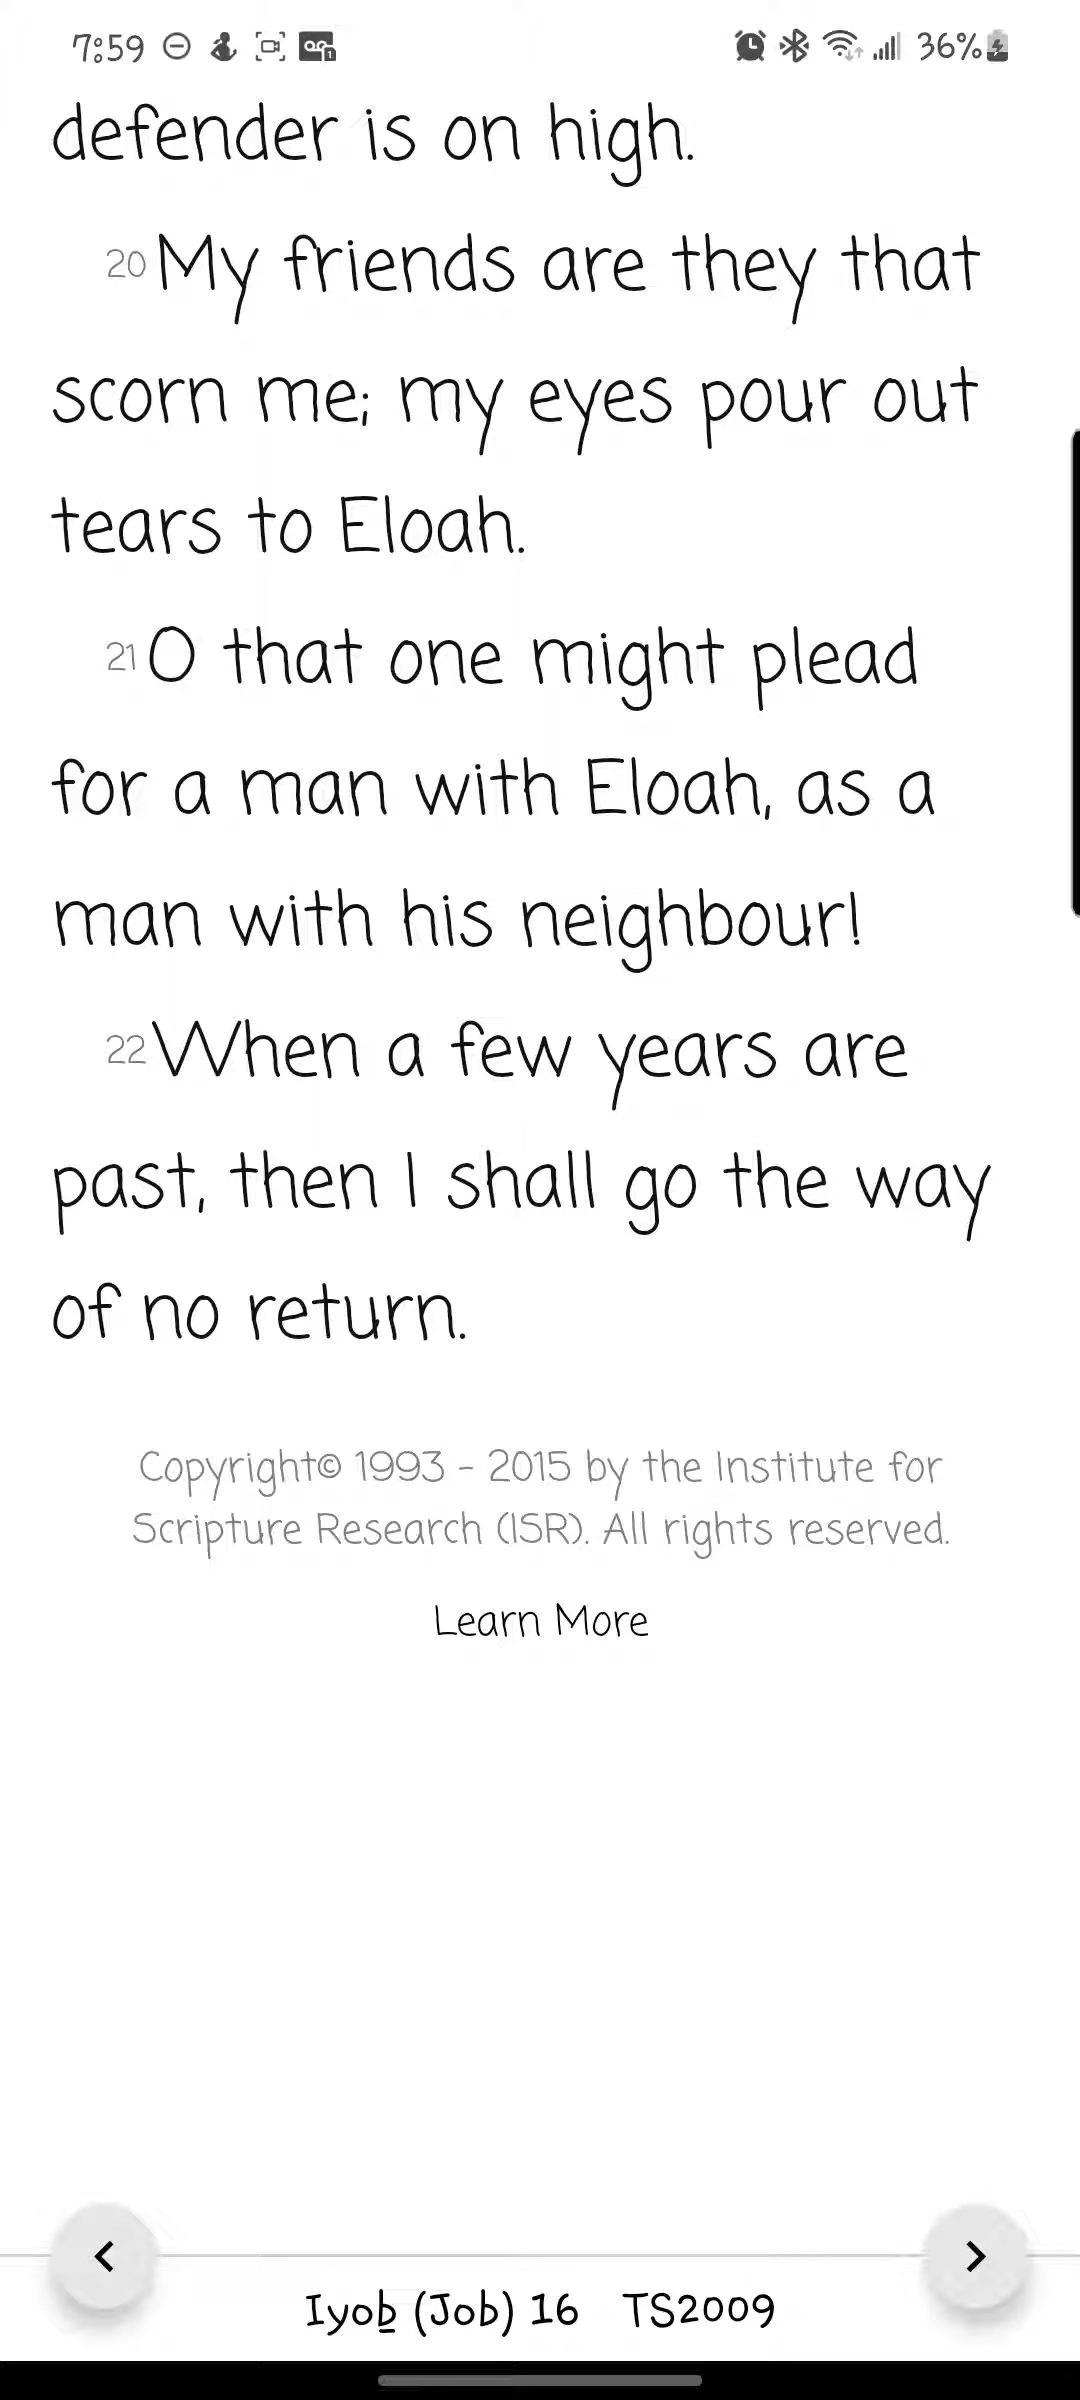 7:59 36%
defender is on high.
20 My friends are they that
scorn me; my eyes pour out
tears to Eloah.
21 O that one might plead
for a man with Eloah, as a
man with his neighbour!
22 When a few years are
past, then I shall go the way
of no return.
Copyright© 1993 - 2015 by the Institute for
Scripture Research (ISR). All rights reserved.
Learn More
Iyoḇ (Job) 16 TS2009